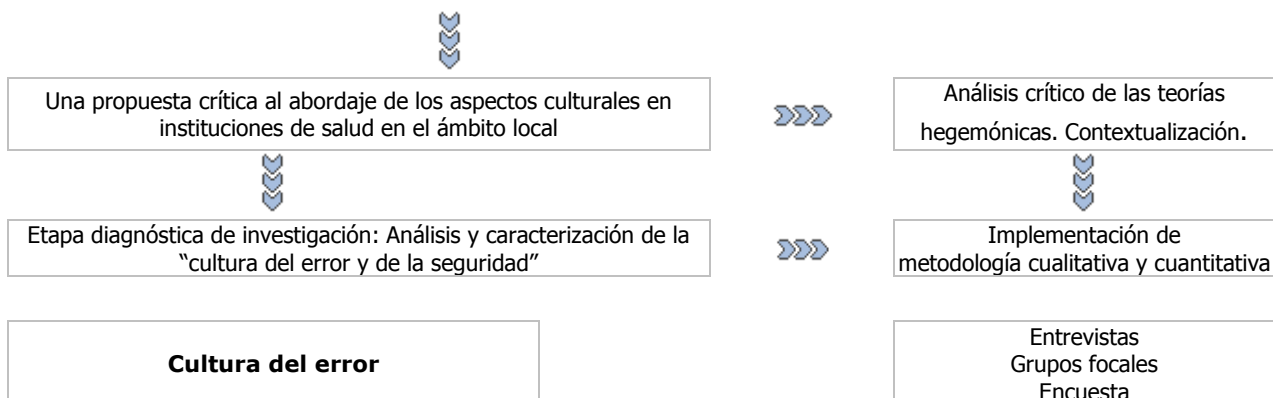 Una propuesta crítica al abordaje de los aspectos culturales en
instituciones de salud en el ámbito local
Análisis crítico de las teorías
hegemónicas. Contextualización.
Etapa diagnóstica de investigación: Análisis y caracterización de la
“cultura del error y de la seguridad”
Implementación de
metodología cualitativa y cuantitativa
Cultura del error
Entrevistas
Grupos focales
Encuesta